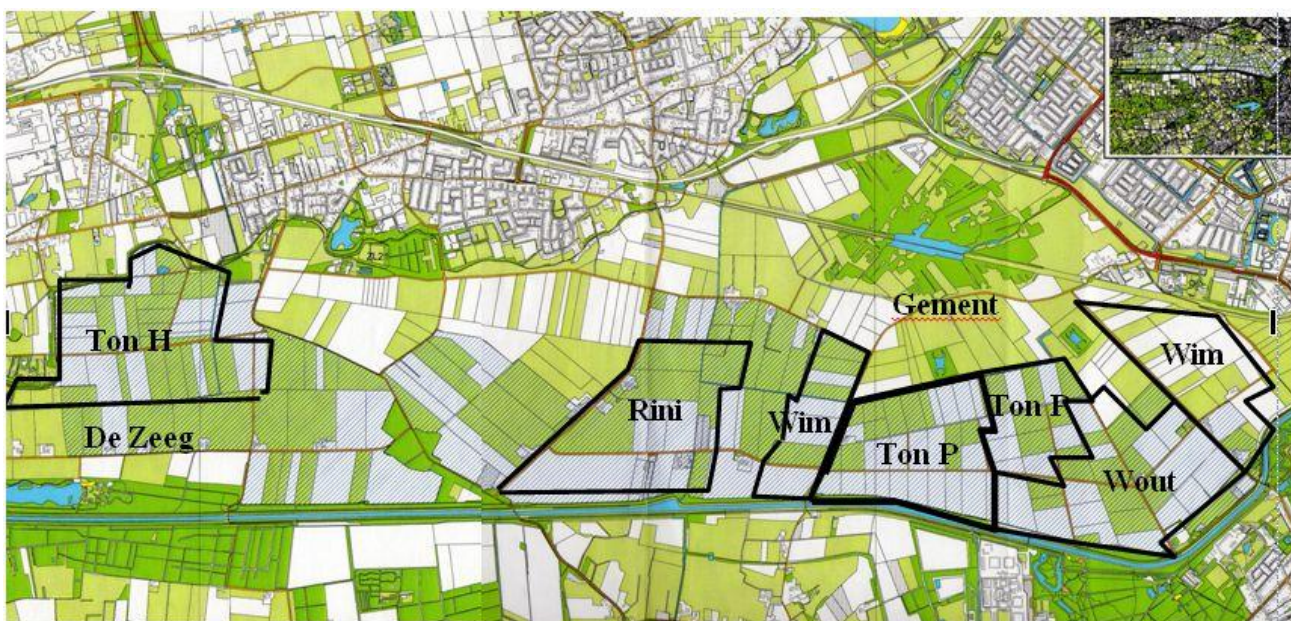 Gement
Ton H
Wim
Rini
Wim
Ton F
De Zeeg
Ton P
Wout